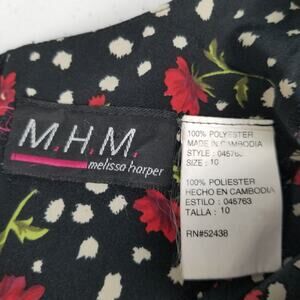 M.H.M.
melissa harper
100% POLYESTER
MADE IN CAMBODIA
STYLE : 045763
SIZE : 10
100% POLIESTER
HECHO EN CAMBODIA
ESTILO : 045763
TALLA : 10
RN#52438